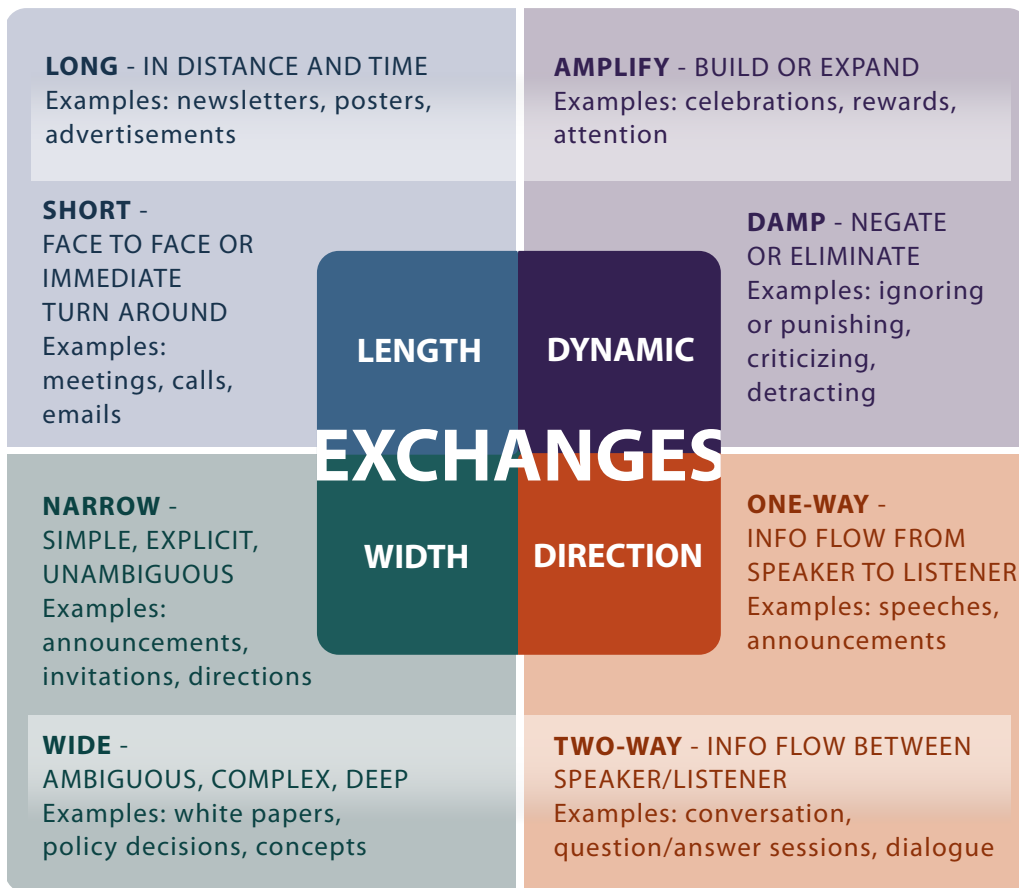 LONG - IN DISTANCE AND TIME
Examples: newsletters, posters,
advertisements
SHORT -
FACE TO FACE OR
IMMEDIATE
TURN AROUND
Examples:
meetings, calls,
emails
AMPLIFY - BUILD OR EXPAND
Examples: celebrations, rewards,
attention
DAMP - NEGATE
OR ELIMINATE
Examples: ignoring
or punishing,
criticizing,
detracting
LENGTH
DYNAMIC
EXCHANGES
WIDTH
DIRECTION
NARROW -
SIMPLE, EXPLICIT,
UNAMBIGUOUS
Examples:
announcements,
invitations, directions
WIDE -
AMBIGUOUS, COMPLEX, DEEP
Examples: white papers,
policy decisions, concepts
ONE-WAY -
INFO FLOW FROM
SPEAKER TO LISTENER
Examples: speeches,
announcements
TWO-WAY - INFO FLOW BETWEEN
SPEAKER/LISTENER
Examples: conversation,
question/answer sessions, dialogue